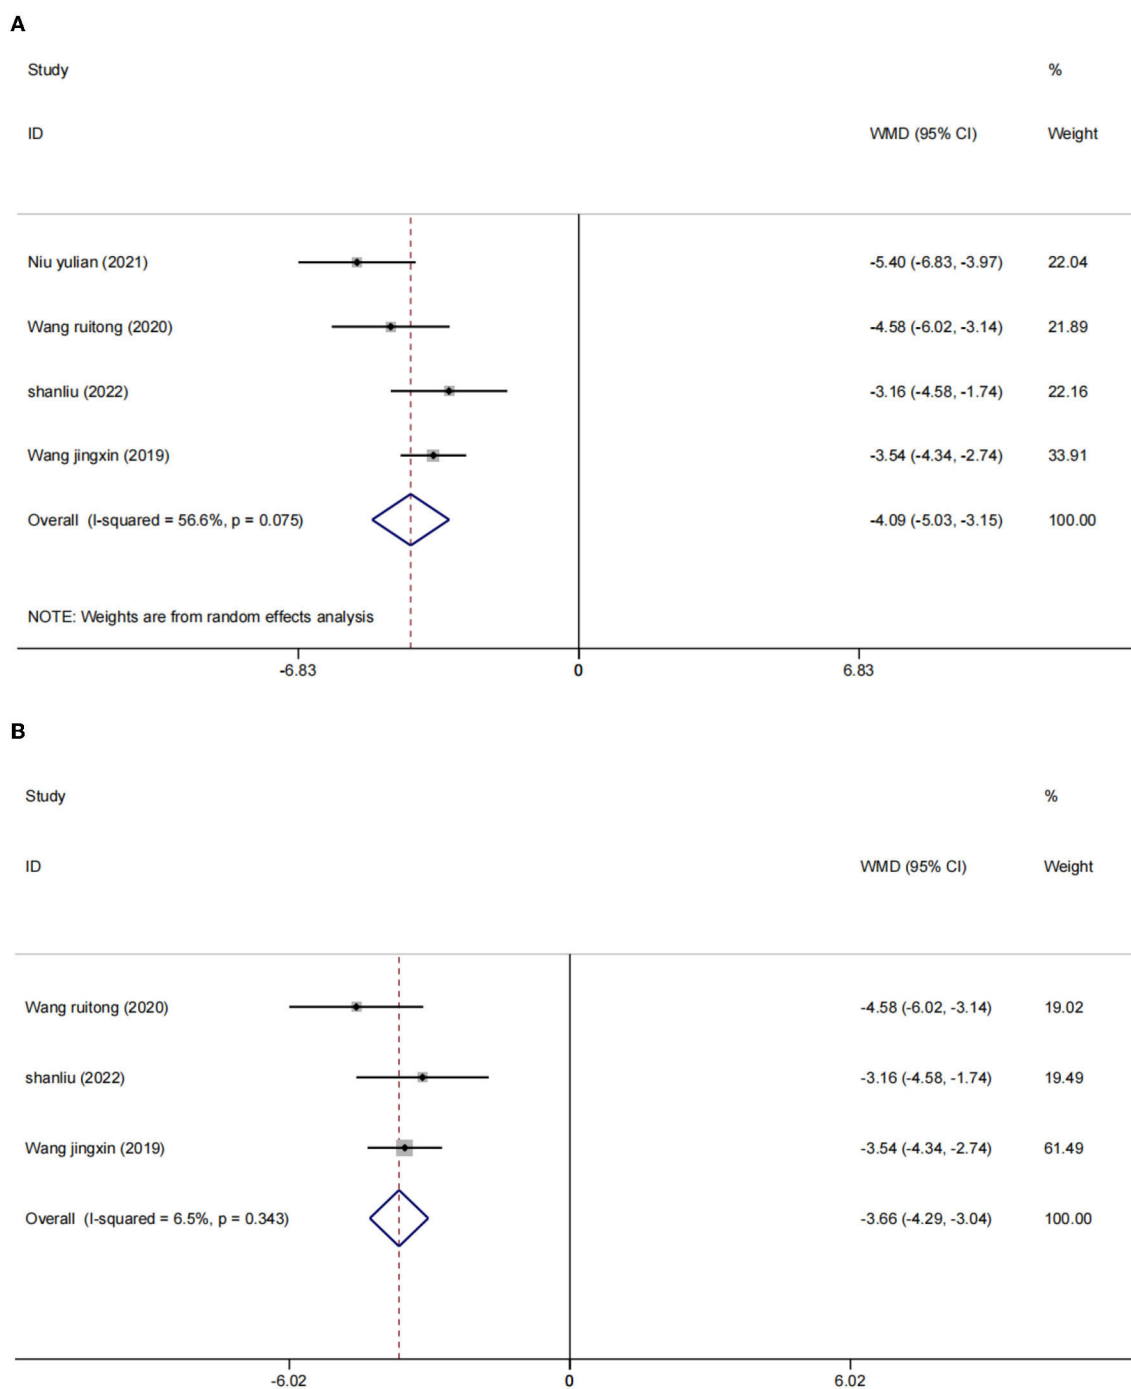 A
Study %
ID WMD (95% CI) Weight
Niu yulian (2021) -5.40 (-6.83, -3.97) 22.04
Wang ruitong (2020) -4.58 (-6.02, -3.14) 21.89
shanliu (2022) -3.16 (-4.58, -1.74) 22.16
Wang jingxin (2019) -3.54 (-4.34, -2.74) 33.91
Overall (I-squared = 56.6%, p = 0.075) -4.09 (-5.03, -3.15) 100.00
NOTE: Weights are from random effects analysis
-6.83 0 6.83
B
Study %
ID WMD (95% CI) Weight
Wang ruitong (2020) -4.58 (-6.02, -3.14) 19.02
shanliu (2022) -3.16 (-4.58, -1.74) 19.49
Wang jingxin (2019) -3.54 (-4.34, -2.74) 61.49
Overall (I-squared = 6.5%, p = 0.343) -3.66 (-4.29, -3.04) 100.00
-6.02 0 6.02